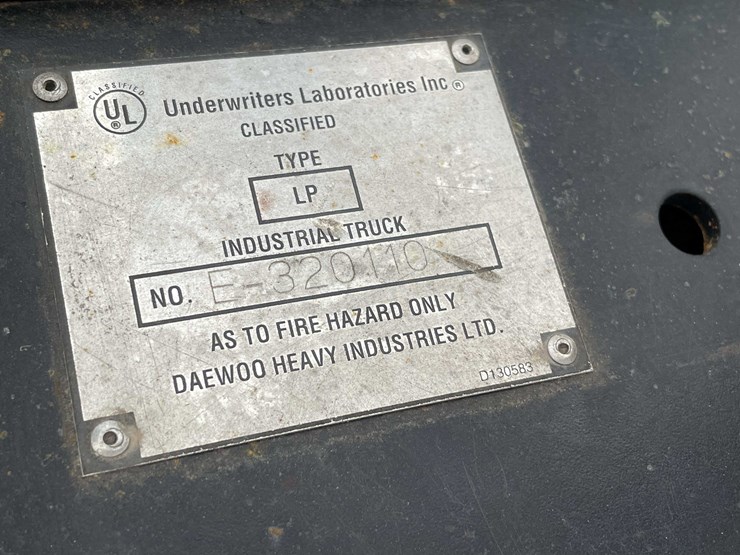 CLASSIFIED
UL®
Underwriters Laboratories Inc ®
CLASSIFIED
TYPE
LP
INDUSTRIAL TRUCK
NO. E-320110
AS TO FIRE HAZARD ONLY
DAEWOO HEAVY INDUSTRIES LTD.
D130583